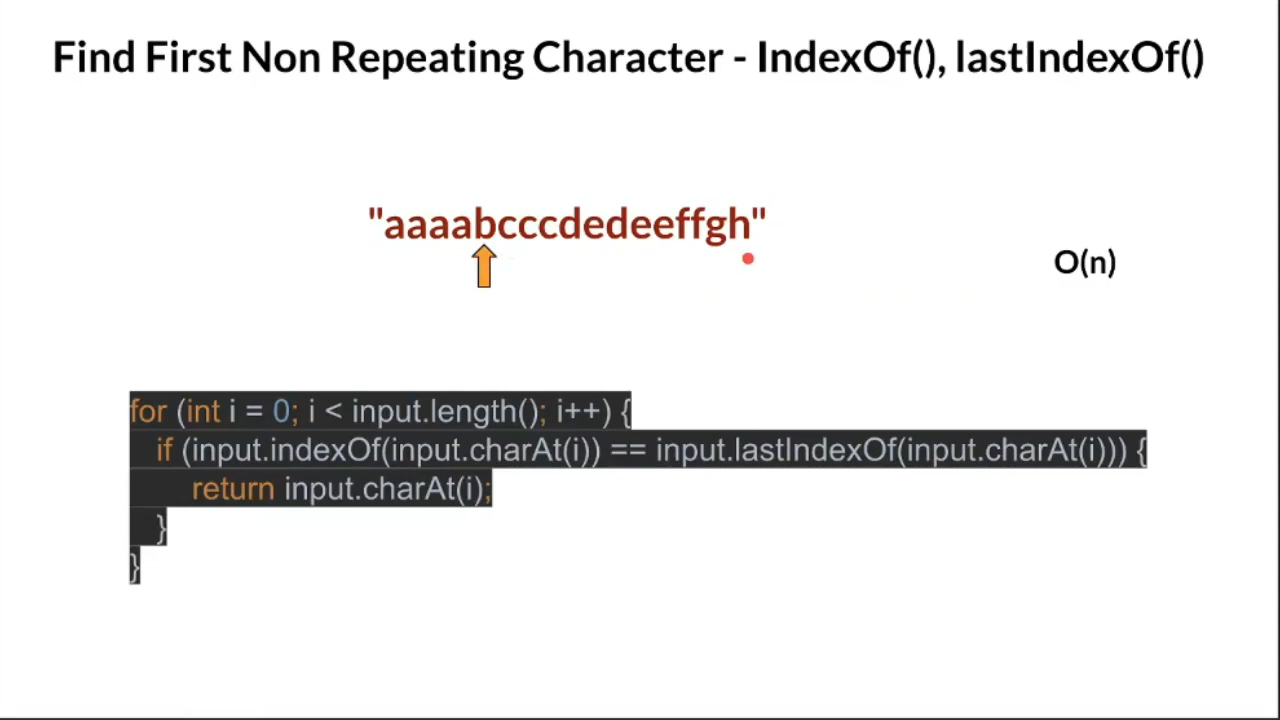 Find First Non Repeating Character - IndexOf(), lastIndexOf()
"aaaabcccdedeeffgh"
O(n)
for (int i = 0; i < input.length(); i++) {
    if (input.indexOf(input.charAt(i)) == input.lastIndexOf(input.charAt(i))) {
        return input.charAt(i);
    }
}